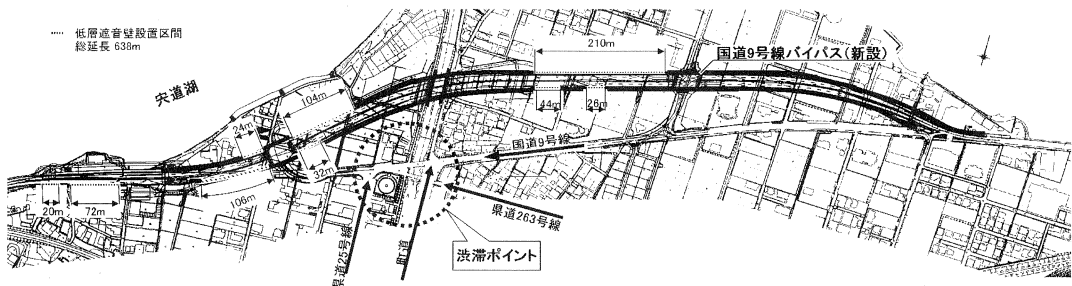 低層遮音壁設置区間
総延長 638m
宍道湖
210m
国道9号線バイパス(新設)
104m
44m
26m
24m
国道9号線
32m
106m
20m
72m
県道263号線
県道25号線
町道
渋滞ポイント